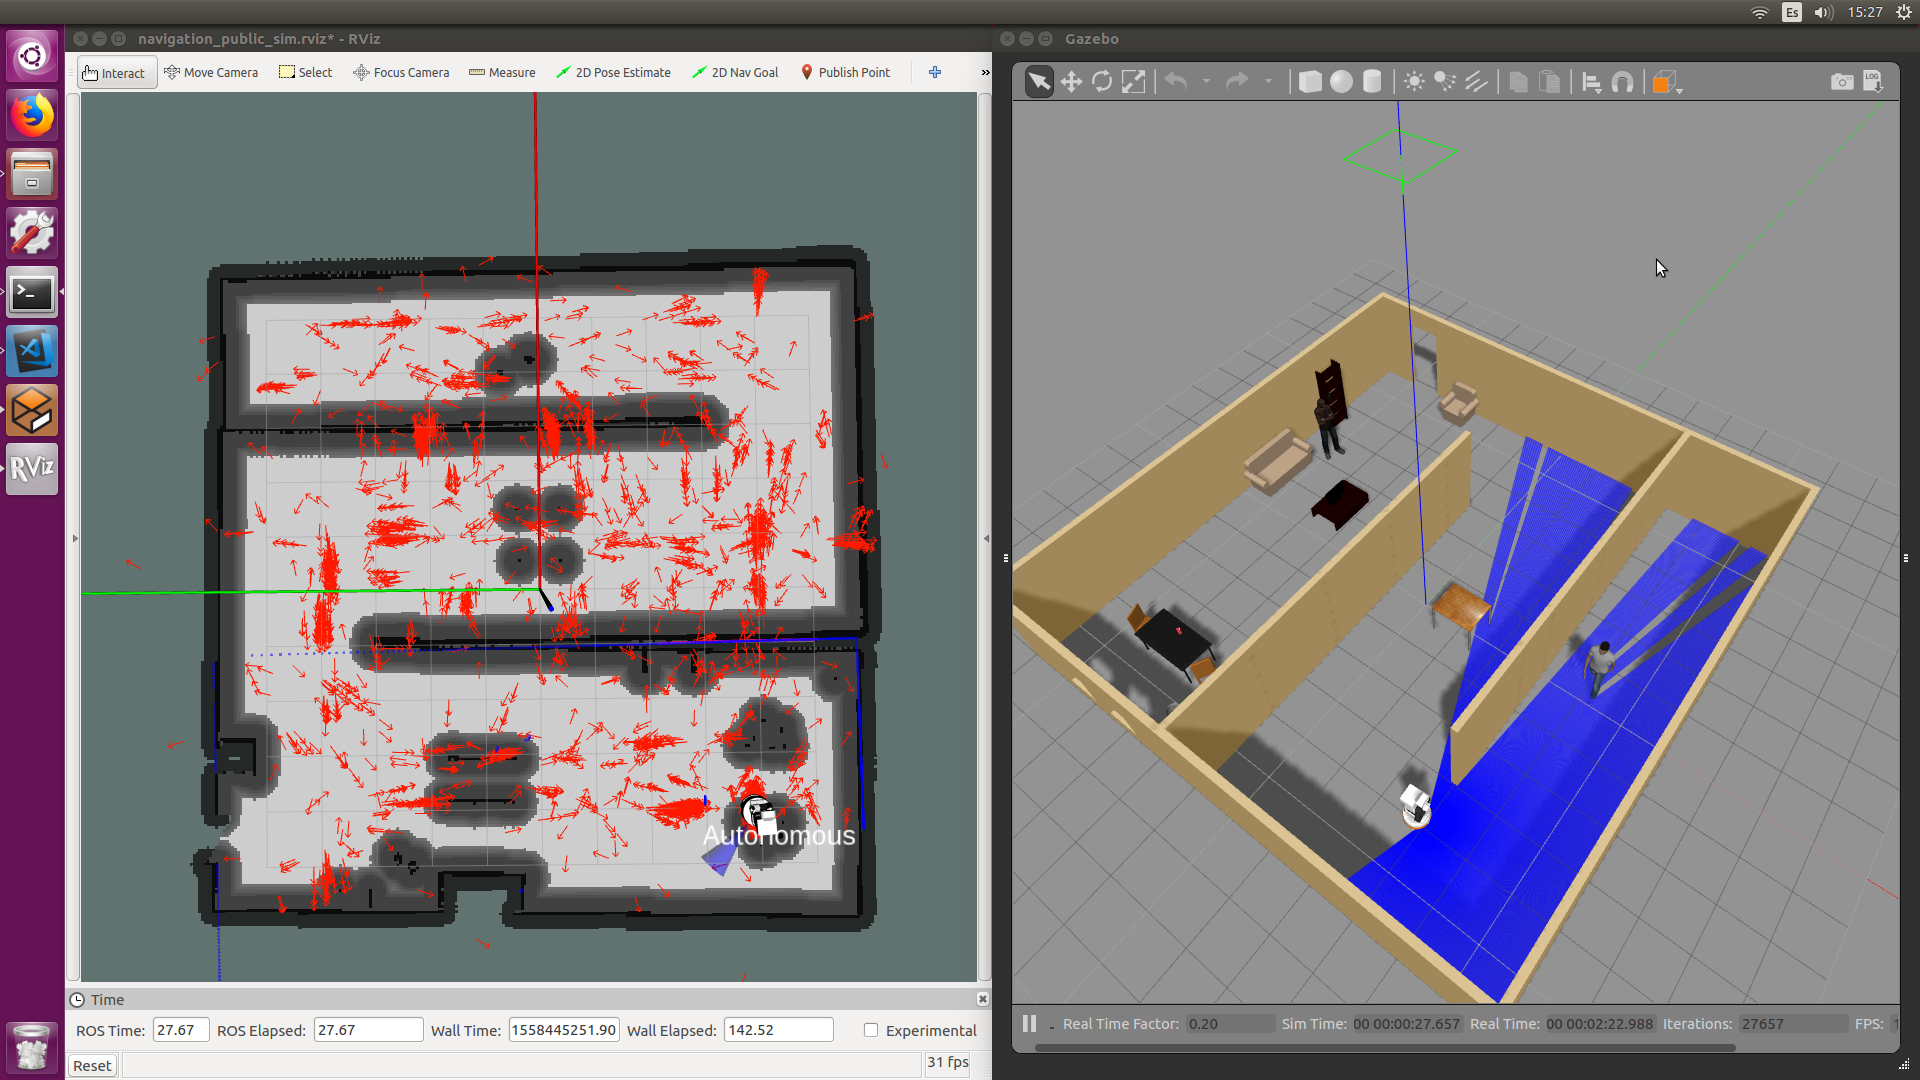 Es
15:27
navigation_public_sim.rviz* - RViz
Interact Move Camera Select Focus Camera Measure 2D Pose Estimate 2D Nav Goal Publish Point »
Autonomous
Time
ROS Time: 27.67 ROS Elapsed: 27.67 Wall Time: 1558445251.90 Wall Elapsed: 142.52 Experimental
Reset
31 fps
Gazebo
LOG
Real Time Factor: 0.20 Sim Time: 00 00:00:27.657 Real Time: 00 00:02:22.988 Iterations: 27657 FPS:
RViz